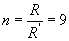 n = R / R' = 9